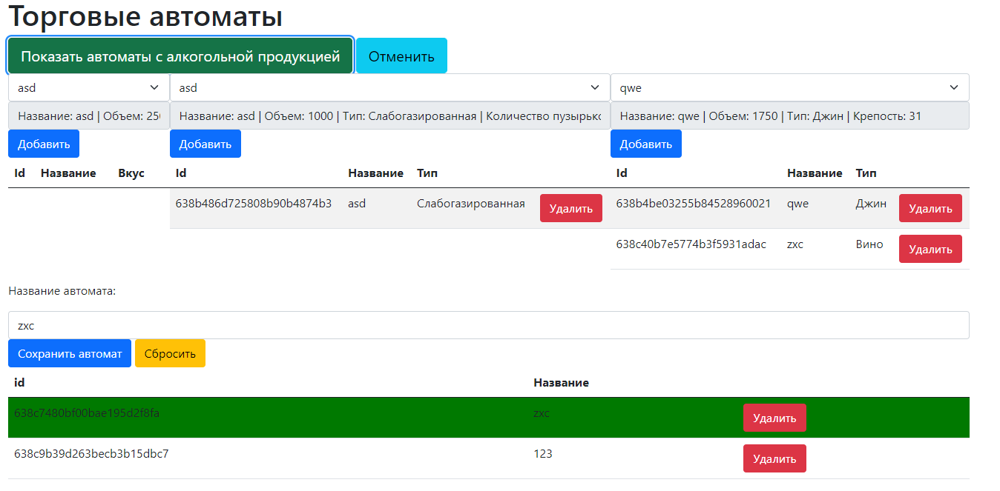 Торговые автоматы
Показать автоматы с алкогольной продукцией Отменить
asd asd qwe
Название: asd | Объем: 250 Название: asd | Объем: 1000 | Тип: Слабогазированная | Количество пузырько Название: qwe | Объем: 1750 | Тип: Джин | Крепость: 31
Добавить Добавить Добавить
Id Название Вкус Id Название Тип Id Название Тип
638b486d725808b90b4874b3 asd Слабогазированная Удалить 638b4be03255b84528960021 qwe Джин Удалить
638c40b7e5774b3f5931adac zxc Вино Удалить
Название автомата:
zxc
Сохранить автомат Сбросить
id Название
638c7480bf00bae195d2f8fa zxc Удалить
638c9b39d263becb3b15dbc7 123 Удалить